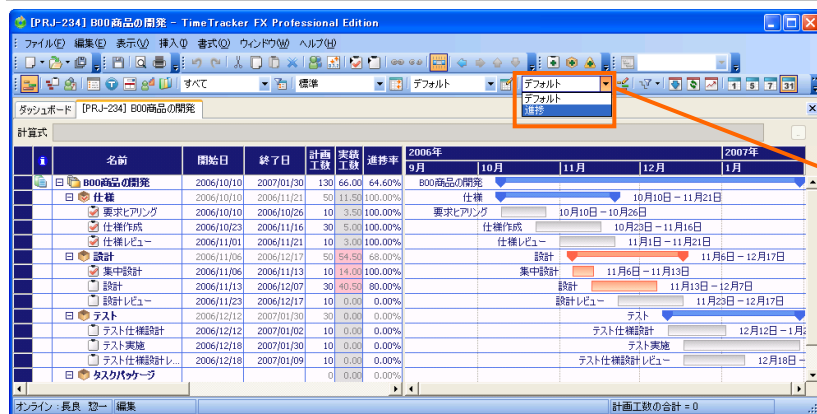 [PRJ-234] B00商品の開発 - TimeTracker FX Professional Edition
ファイル(F) 編集(E) 表示(V) 挿入(I) 書式(O) ウィンドウ(W) ヘルプ(H)
すべて 標準 デフォルト デフォルト 1 5 7 31
デフォルト
進捗
ダッシュボード [PRJ-234] B00商品の開発
計算式
名前 開始日 終了日 計画工数 実績工数 進捗率 2006年 2007年
9月 10月 11月 12月 1月
B00商品の開発 2006/10/10 2007/01/30 130 66.00 64.60% B00商品の開発
仕様 2006/10/10 2006/11/21 50 11.50 100.00% 仕様 10月10日-11月21日
要求ヒアリング 2006/10/10 2006/10/26 10 3.50 100.00% 要求ヒアリング 10月10日-10月26日
仕様作成 2006/10/23 2006/11/16 30 5.00 100.00% 仕様作成 10月23日-11月16日
仕様レビュー 2006/11/01 2006/11/21 10 3.00 100.00% 仕様レビュー 11月1日-11月21日
設計 2006/11/06 2006/12/17 50 54.50 68.00% 設計 11月6日-12月17日
集中設計 2006/11/06 2006/11/13 10 14.00 100.00% 集中設計 11月6日-11月13日
設計 2006/11/13 2006/12/07 30 40.50 80.00% 設計 11月13日-12月7日
設計レビュー 2006/11/23 2006/12/17 10 0.00 0.00% 設計レビュー 11月23日-12月17日
テスト 2006/12/12 2007/01/30 30 0.00 0.00% テスト
テスト仕様設計 2006/12/12 2007/01/02 10 0.00 0.00% テスト仕様設計 12月12日-1月2
テスト実施 2006/12/18 2007/01/30 10 0.00 0.00% テスト実施
テスト仕様設計レ... 2006/12/18 2007/01/09 10 0.00 0.00% テスト仕様設計レビュー 12月18日-
タスクパッケージ 0 0.00 0.00%
オンライン:長良 惣一 編集 計画工数の合計 = 0